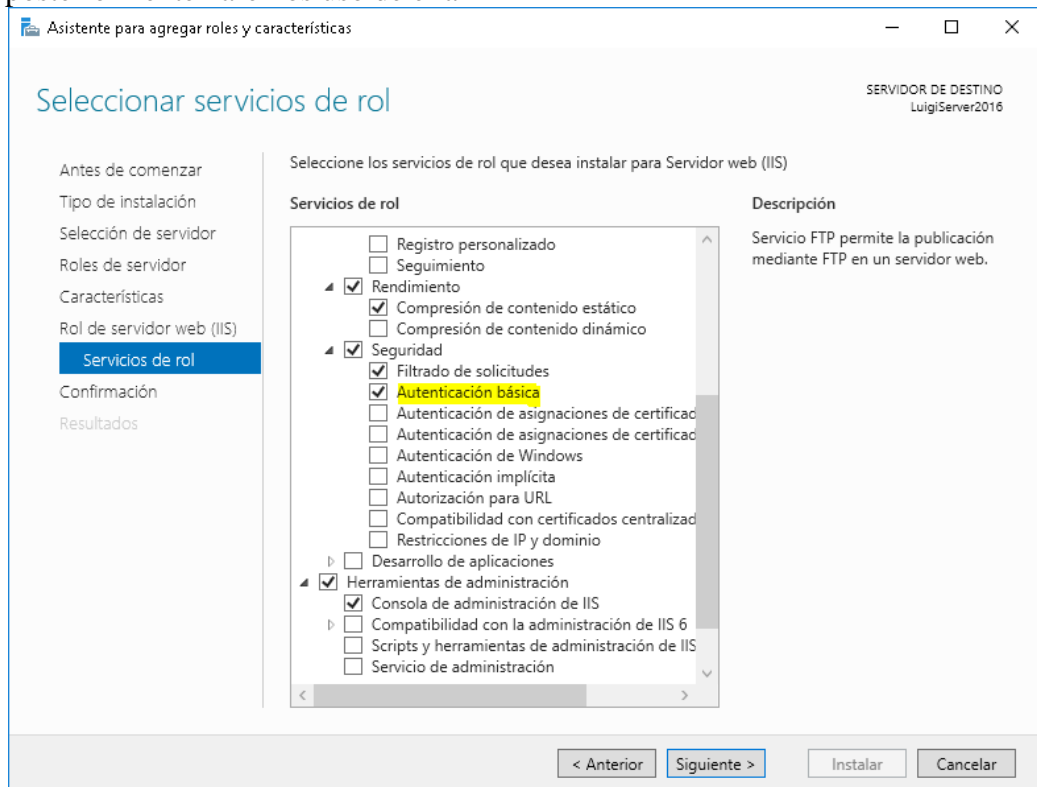 Asistente para agregar roles y características
Seleccionar servicios de rol
SERVIDOR DE DESTINO
LuigiServer2016
Antes de comenzar
Tipo de instalación
Selección de servidor
Roles de servidor
Características
Rol de servidor web (IIS)
Servicios de rol
Confirmación
Resultados
Seleccione los servicios de rol que desea instalar para Servidor web (IIS)
Servicios de rol
Registro personalizado
Seguimiento
Rendimiento
Compresión de contenido estático
Compresión de contenido dinámico
Seguridad
Filtrado de solicitudes
Autenticación básica
Autenticación de asignaciones de certificad
Autenticación de asignaciones de certificad
Autenticación de Windows
Autenticación implícita
Autorización para URL
Compatibilidad con certificados centralizad
Restricciones de IP y dominio
Desarrollo de aplicaciones
Herramientas de administración
Consola de administración de IIS
Compatibilidad con la administración de IIS 6
Scripts y herramientas de administración de IIS
Servicio de administración
Descripción
Servicio FTP permite la publicación
mediante FTP en un servidor web.
< Anterior
Siguiente >
Instalar
Cancelar